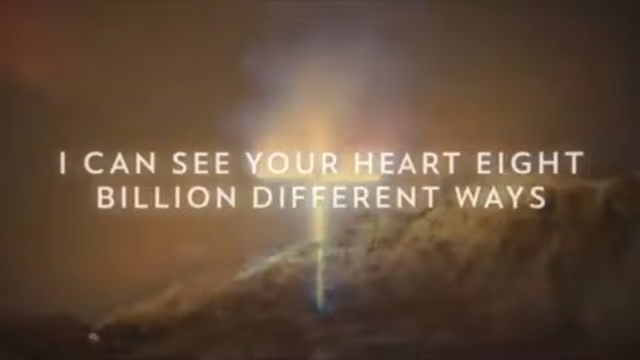 I CAN SEE YOUR HEART EIGHT
BILLION DIFFERENT WAYS